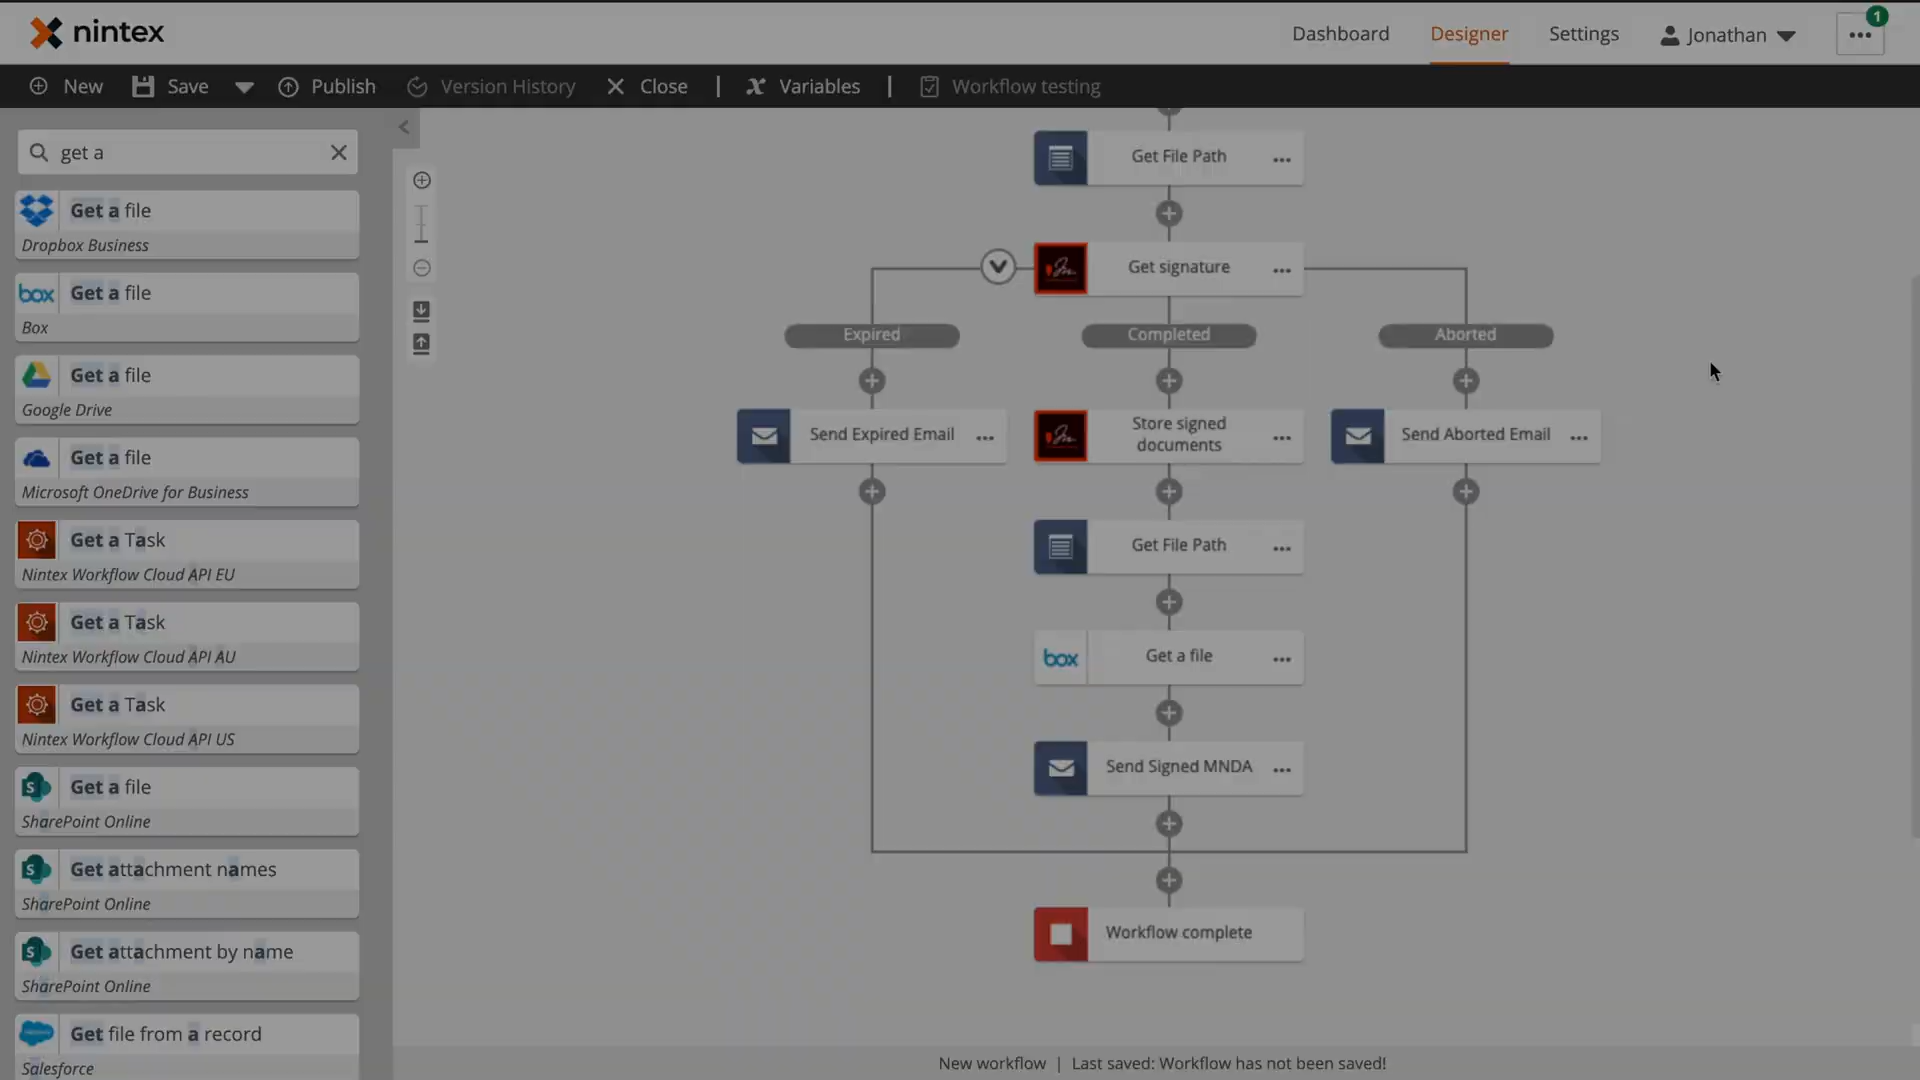 nintex
Dashboard
Designer
Settings
Jonathan
1
New
Save
Publish
Version History
Close
Variables
Workflow testing
get a
Get a file
Dropbox Business
Get a file
Box
Get a file
Google Drive
Get a file
Microsoft OneDrive for Business
Get a Task
Nintex Workflow Cloud API EU
Get a Task
Nintex Workflow Cloud API AU
Get a Task
Nintex Workflow Cloud API US
Get a file
SharePoint Online
Get attachment names
SharePoint Online
Get attachment by name
SharePoint Online
Get file from a record
Salesforce
Get File Path
Get signature
Expired
Completed
Aborted
Send Expired Email
Store signed
documents
Send Aborted Email
Get File Path
box
Get a file
Send Signed MNDA
Workflow complete
New workflow | Last saved: Workflow has not been saved!
box
S
S
S